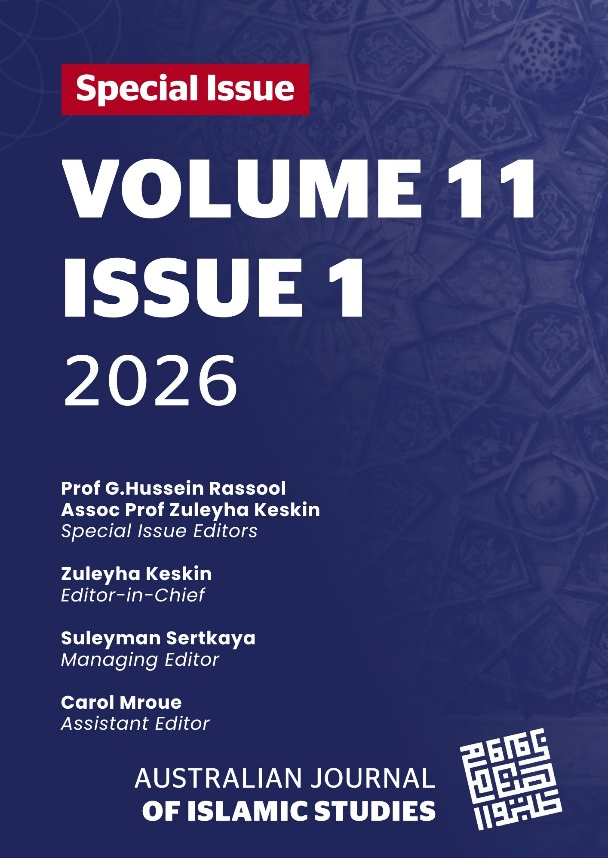 Special Issue
VOLUME 11
ISSUE 1
2026
Prof G.Hussein Rassool
Assoc Prof Zuleyha Keskin
Special Issue Editors
Zuleyha Keskin
Editor-in-Chief
Suleyman Sertkaya
Managing Editor
Carol Mroue
Assistant Editor
AUSTRALIAN JOURNAL
OF ISLAMIC STUDIES